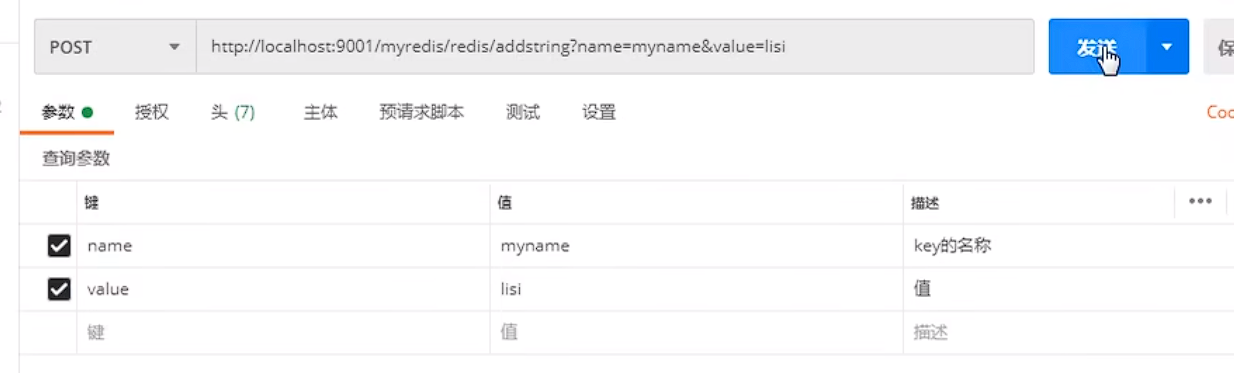 POST http://localhost:9001/myredis/redis/addstring?name=myname&value=lisi 发送 保
参数 授权 头 (7) 主体 预请求脚本 测试 设置 Coo
查询参数
键 值 描述
name myname key的名称
value lisi 值
键 值 描述